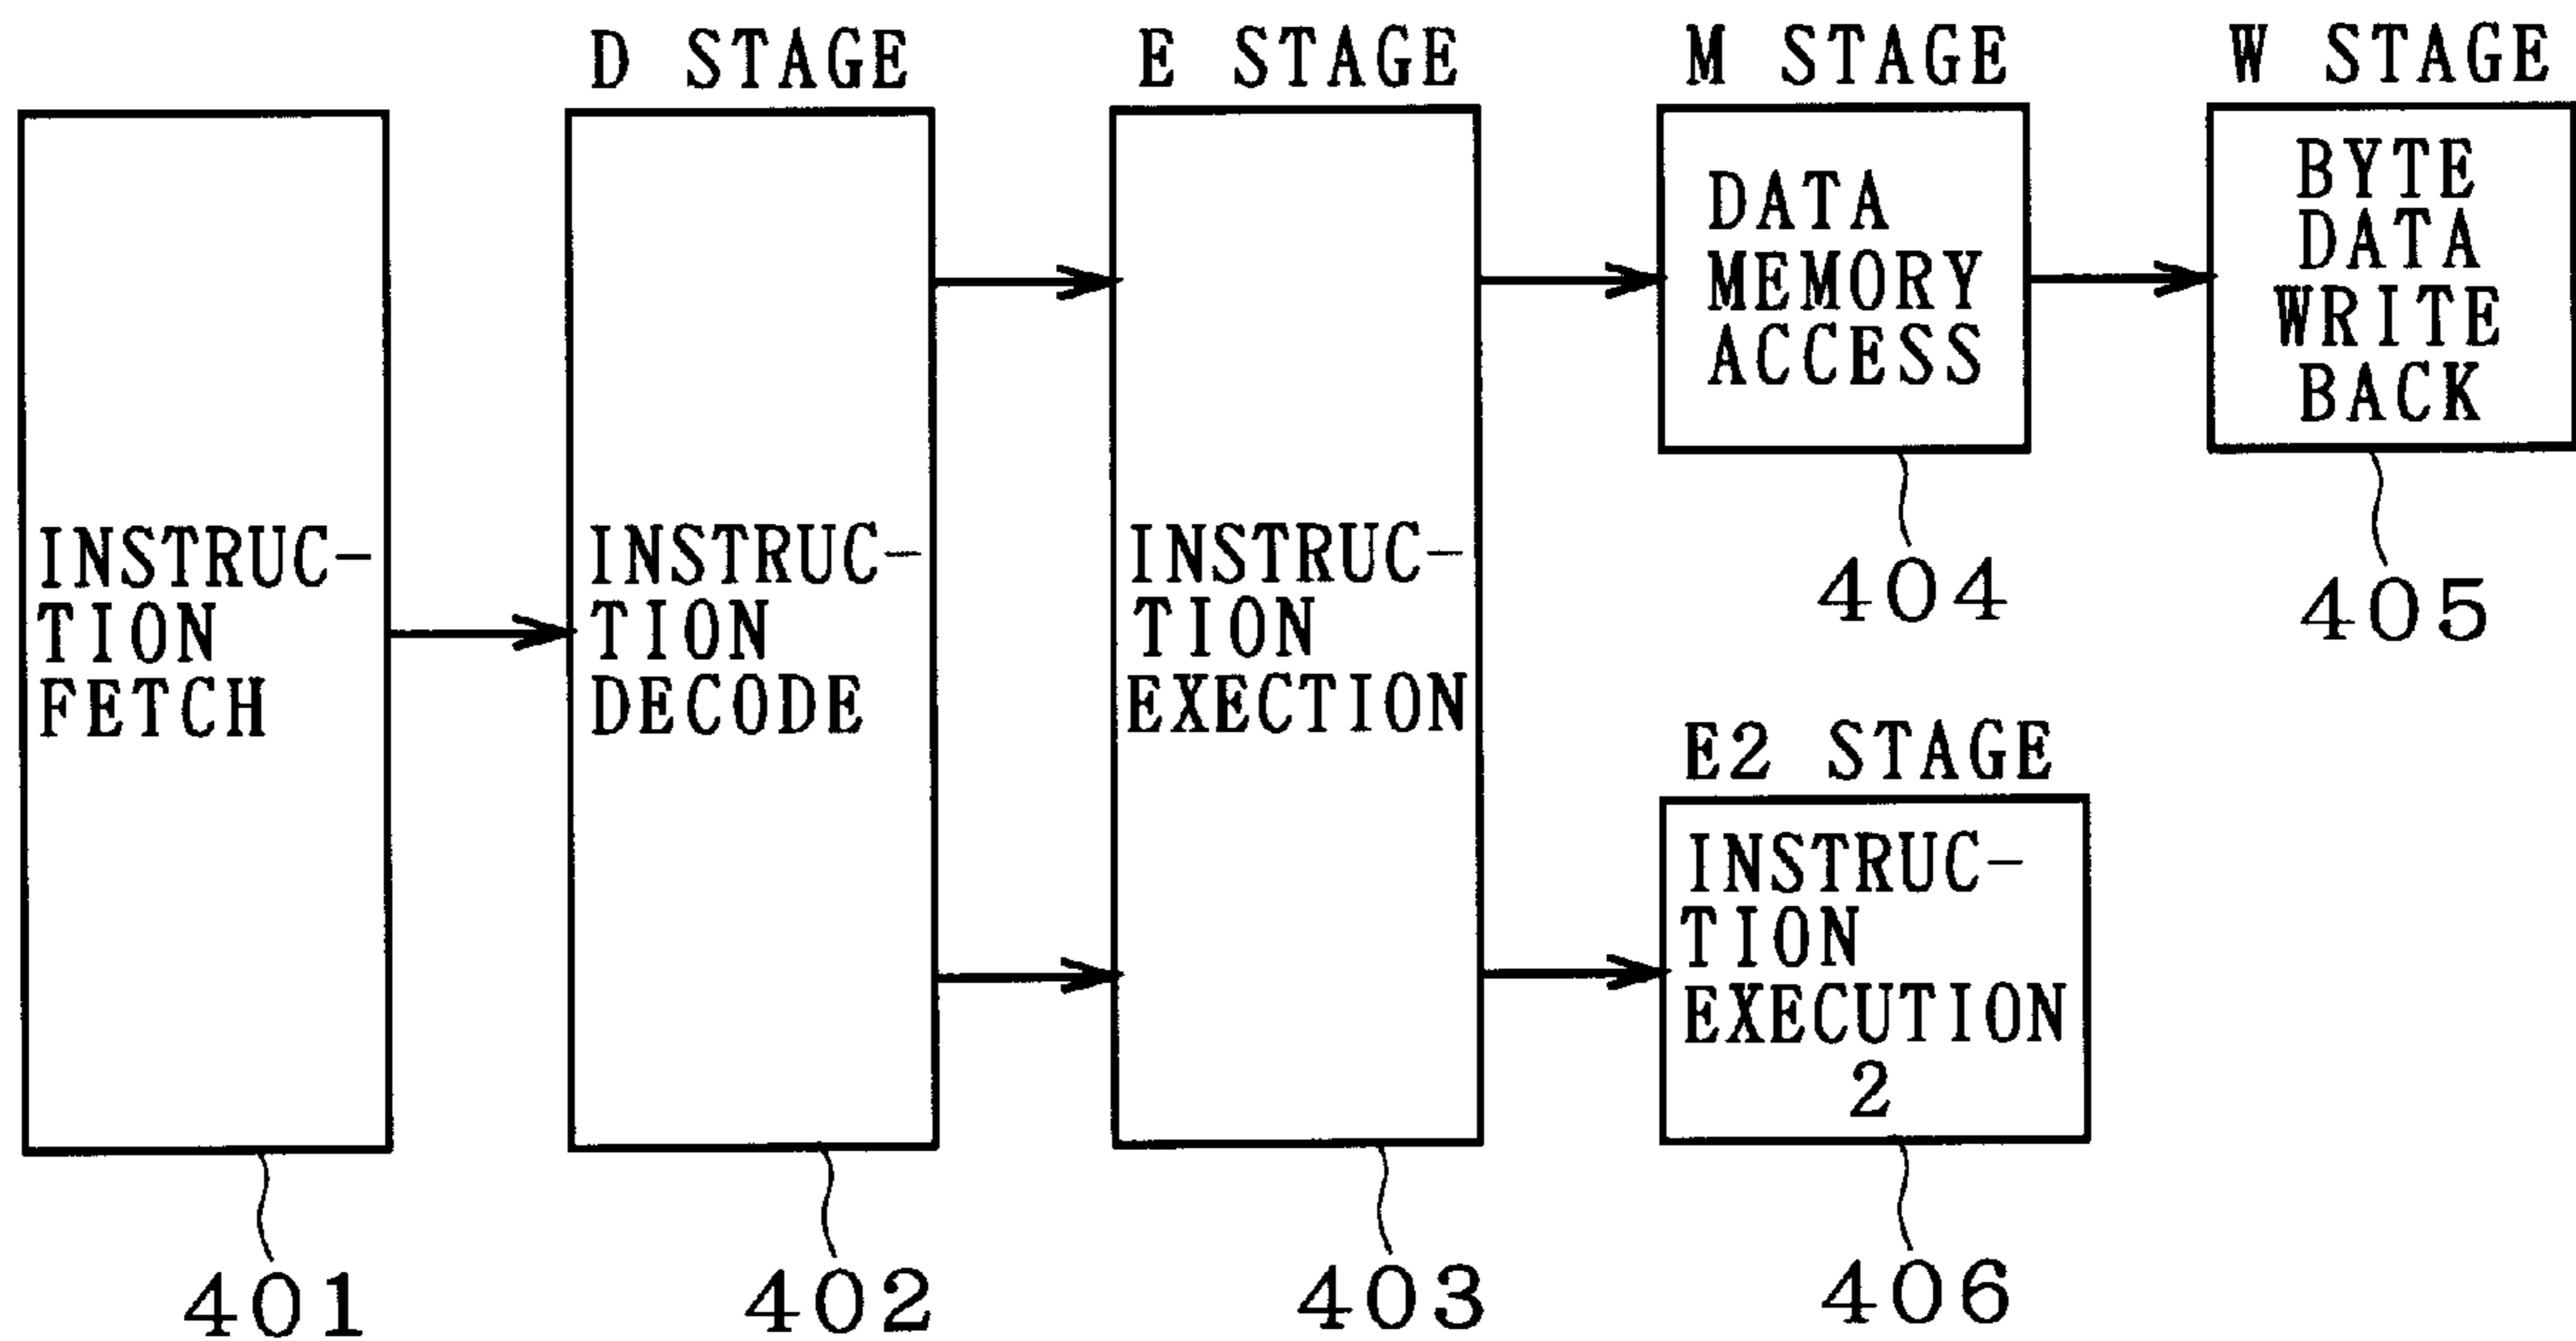 D STAGE
E STAGE
M STAGE
W STAGE
INSTRUC-
TION
FETCH
INSTRUC-
TION
DECODE
INSTRUC-
TION
EXECTION
DATA
MEMORY
ACCESS
BYTE
DATA
WRITE
BACK
404
405
E2 STAGE
INSTRUC-
TION
EXECUTION
2
401
402
403
406